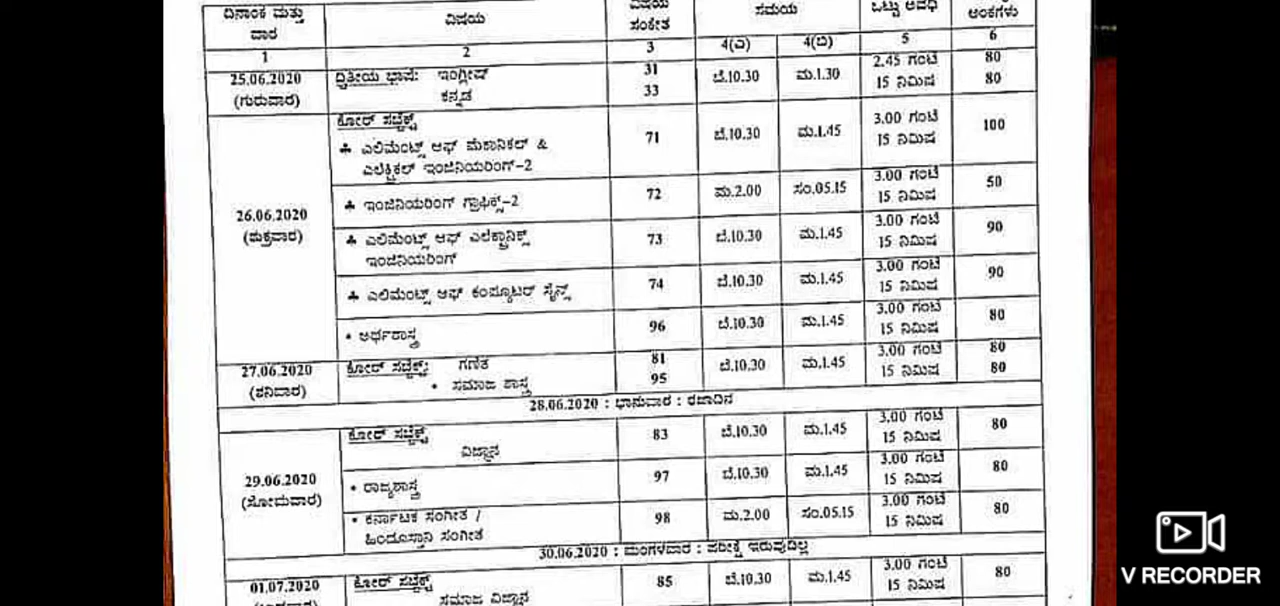 ದಿನಾಂಕ ಮತ್ತು ವಾರ ವಿಷಯ ವಿಷಯ ಸಂಕೇತ ಸಮಯ ಒಟ್ಟು ಅವಧಿ ಅಂಕಗಳು
1 2 3 4(ಎ) 4(ಬಿ) 5 6
25.06.2020 ದ್ವಿತೀಯ ಭಾಷೆ: ಇಂಗ್ಲೀಷ್ 31 ಬೆ.10.30 ಮ.1.30 2.45 ಗಂಟೆ 80
(ಗುರುವಾರ) ಕನ್ನಡ 33 15 ನಿಮಿಷ 80
26.06.2020
(ಶುಕ್ರವಾರ)
ಕೋರ್ ಸಬ್ಜೆಕ್ಟ್
♣ ಎಲಿಮೆಂಟ್ಸ್ ಆಫ್ ಮೆಕಾನಿಕಲ್ & 71 ಬೆ.10.30 ಮ.1.45 3.00 ಗಂಟೆ 100
ಎಲೆಕ್ಟ್ರಿಕಲ್ ಇಂಜಿನಿಯರಿಂಗ್-2 15 ನಿಮಿಷ
♣ ಇಂಜಿನಿಯರಿಂಗ್ ಗ್ರಾಫಿಕ್ಸ್-2 72 ಮ.2.00 ಸಂ.05.15 3.00 ಗಂಟೆ 50
15 ನಿಮಿಷ
♣ ಎಲಿಮೆಂಟ್ಸ್ ಆಫ್ ಎಲೆಕ್ಟ್ರಾನಿಕ್ಸ್ 73 ಬೆ.10.30 ಮ.1.45 3.00 ಗಂಟೆ 90
ಇಂಜಿನಿಯರಿಂಗ್ 15 ನಿಮಿಷ
♣ ಎಲಿಮೆಂಟ್ಸ್ ಆಫ್ ಕಂಪ್ಯೂಟರ್ ಸೈನ್ಸ್ 74 ಬೆ.10.30 ಮ.1.45 3.00 ಗಂಟೆ 90
15 ನಿಮಿಷ
• ಅರ್ಥಶಾಸ್ತ್ರ 96 ಬೆ.10.30 ಮ.1.45 3.00 ಗಂಟೆ 80
15 ನಿಮಿಷ
27.06.2020 ಕೋರ್ ಸಬ್ಜೆಕ್ಟ್: ಗಣಿತ 81 ಬೆ.10.30 ಮ.1.45 3.00 ಗಂಟೆ 80
(ಶನಿವಾರ) • ಸಮಾಜ ಶಾಸ್ತ್ರ 95 15 ನಿಮಿಷ 80
28.06.2020 : ಭಾನುವಾರ : ರಜಾದಿನ
29.06.2020
(ಸೋಮವಾರ)
ಕೋರ್ ಸಬ್ಜೆಕ್ಟ್ 83 ಬೆ.10.30 ಮ.1.45 3.00 ಗಂಟೆ 80
ವಿಜ್ಞಾನ 15 ನಿಮಿಷ
• ರಾಜ್ಯಶಾಸ್ತ್ರ 97 ಬೆ.10.30 ಮ.1.45 3.00 ಗಂಟೆ 80
15 ನಿಮಿಷ
• ಕರ್ನಾಟಕ ಸಂಗೀತ / 98 ಮ.2.00 ಸಂ.05.15 3.00 ಗಂಟೆ 80
ಹಿಂದೂಸ್ತಾನಿ ಸಂಗೀತ 15 ನಿಮಿಷ
30.06.2020 : ಮಂಗಳವಾರ : ಪರೀಕ್ಷೆ ಇರುವುದಿಲ್ಲ
01.07.2020 ಕೋರ್ ಸಬ್ಜೆಕ್ಟ್ 85 ಬೆ.10.30 ಮ.1.45 3.00 ಗಂಟೆ 80
ಸಮಾಜ ವಿಜ್ಞಾನ 15 ನಿಮಿಷ
V RECORDER